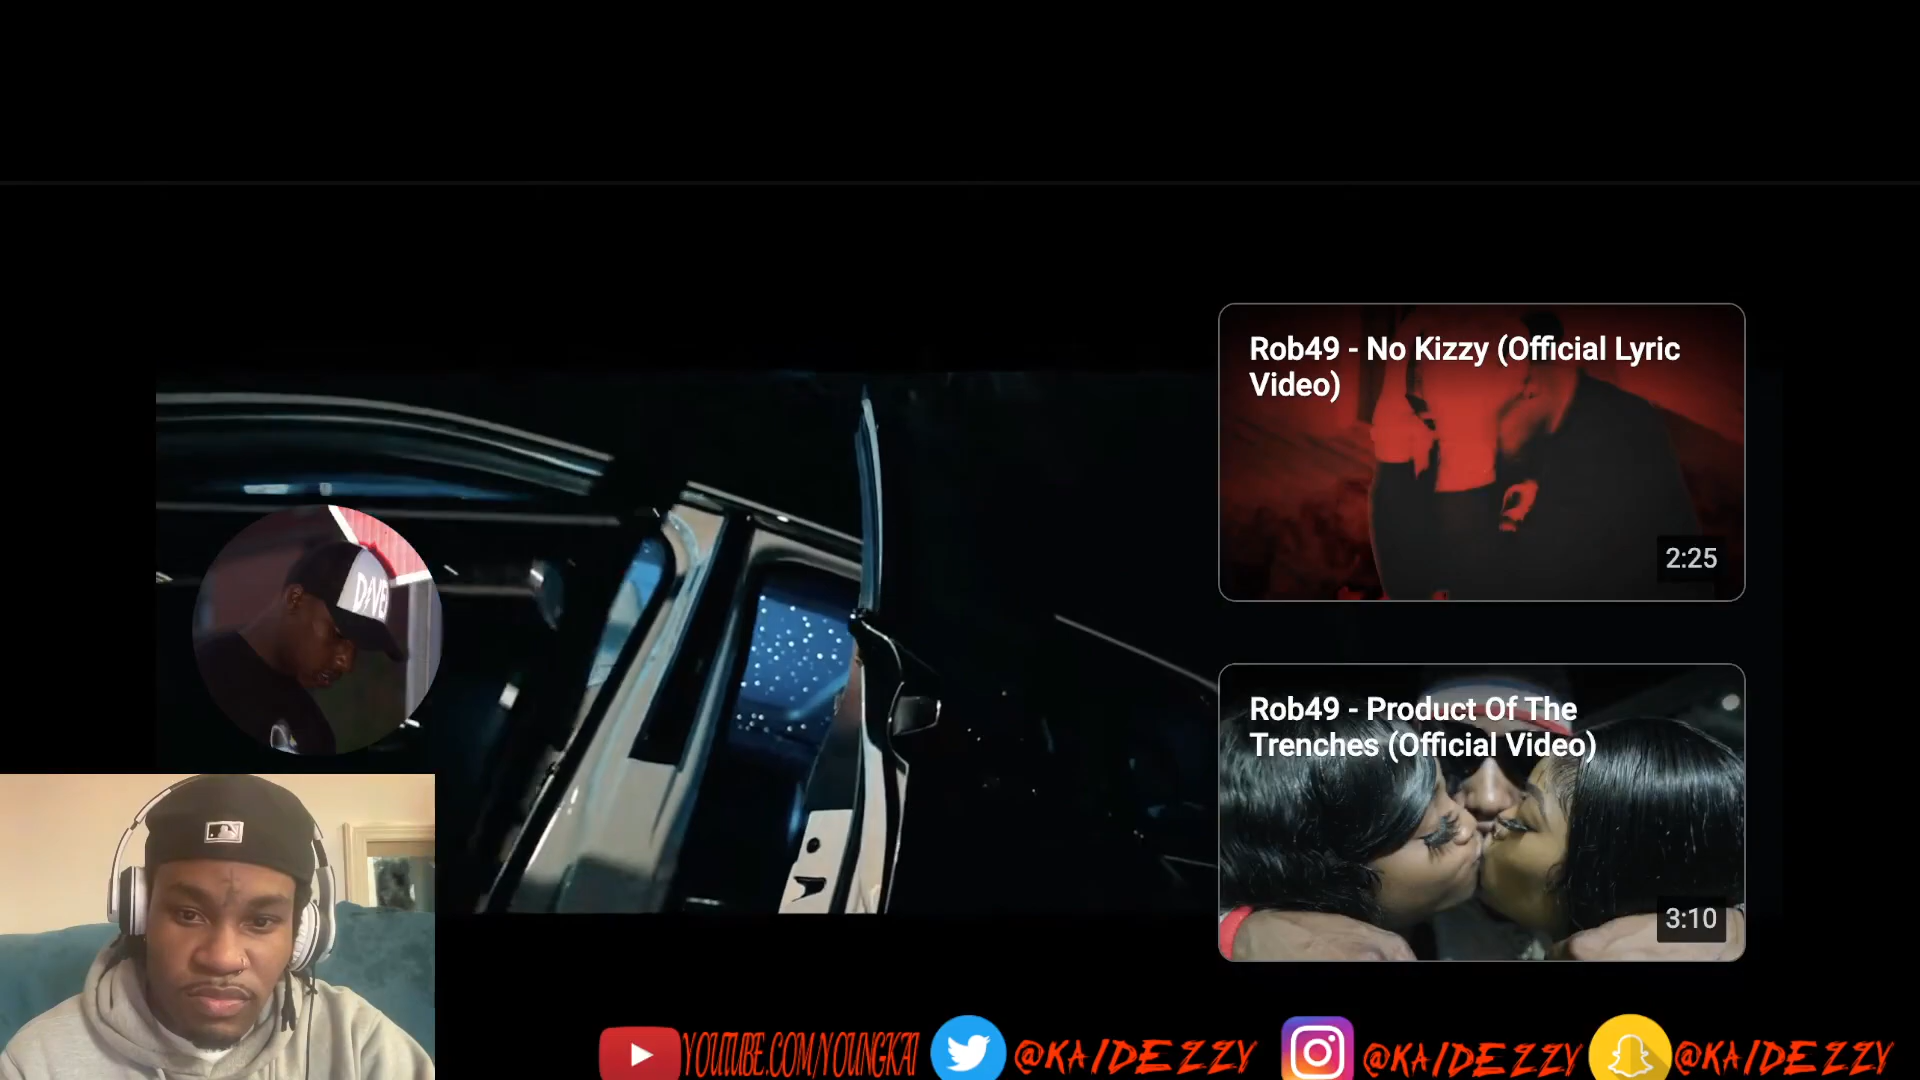 Rob49 - No Kizzy (Official Lyric
Video)
2:25
Rob49 - Product Of The
Trenches (Official Video)
3:10
YOUTUBE.COM/YOUNGKAI
@KAIDEZZY
@KAIDEZZY
@KAIDEZZY